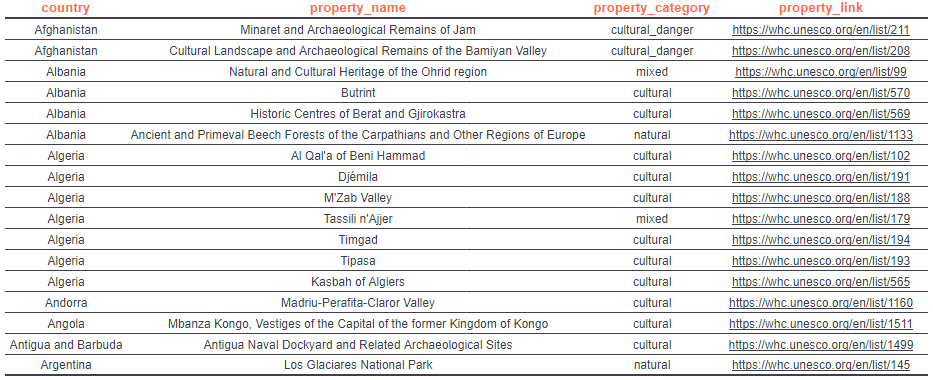 country property_name property_category property_link
Afghanistan Minaret and Archaeological Remains of Jam cultural_danger https://whc.unesco.org/en/list/211
Afghanistan Cultural Landscape and Archaeological Remains of the Bamiyan Valley cultural_danger https://whc.unesco.org/en/list/208
Albania Natural and Cultural Heritage of the Ohrid region mixed https://whc.unesco.org/en/list/99
Albania Butrint cultural https://whc.unesco.org/en/list/570
Albania Historic Centres of Berat and Gjirokastra cultural https://whc.unesco.org/en/list/569
Albania Ancient and Primeval Beech Forests of the Carpathians and Other Regions of Europe natural https://whc.unesco.org/en/list/1133
Algeria Al Qal'a of Beni Hammad cultural https://whc.unesco.org/en/list/102
Algeria Djémila cultural https://whc.unesco.org/en/list/191
Algeria M'Zab Valley cultural https://whc.unesco.org/en/list/188
Algeria Tassili n'Ajjer mixed https://whc.unesco.org/en/list/179
Algeria Timgad cultural https://whc.unesco.org/en/list/194
Algeria Tipasa cultural https://whc.unesco.org/en/list/193
Algeria Kasbah of Algiers cultural https://whc.unesco.org/en/list/565
Andorra Madriu-Perafita-Claror Valley cultural https://whc.unesco.org/en/list/1160
Angola Mbanza Kongo, Vestiges of the Capital of the former Kingdom of Kongo cultural https://whc.unesco.org/en/list/1511
Antigua and Barbuda Antigua Naval Dockyard and Related Archaeological Sites cultural https://whc.unesco.org/en/list/1499
Argentina Los Glaciares National Park natural https://whc.unesco.org/en/list/145